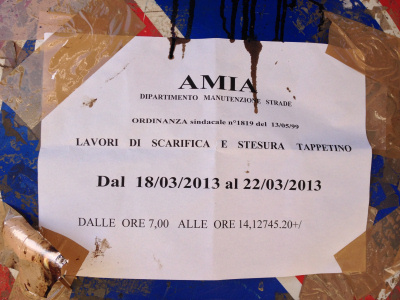 AMIA
DIPARTIMENTO MANUTENZIONE STRADE
ORDINANZA sindacale n°1819 del 13/05/99
LAVORI DI SCARIFICA E STESURA TAPPETINO
Dal 18/03/2013 al 22/03/2013
DALLE ORE 7,00 ALLE ORE 14,12745.20+/